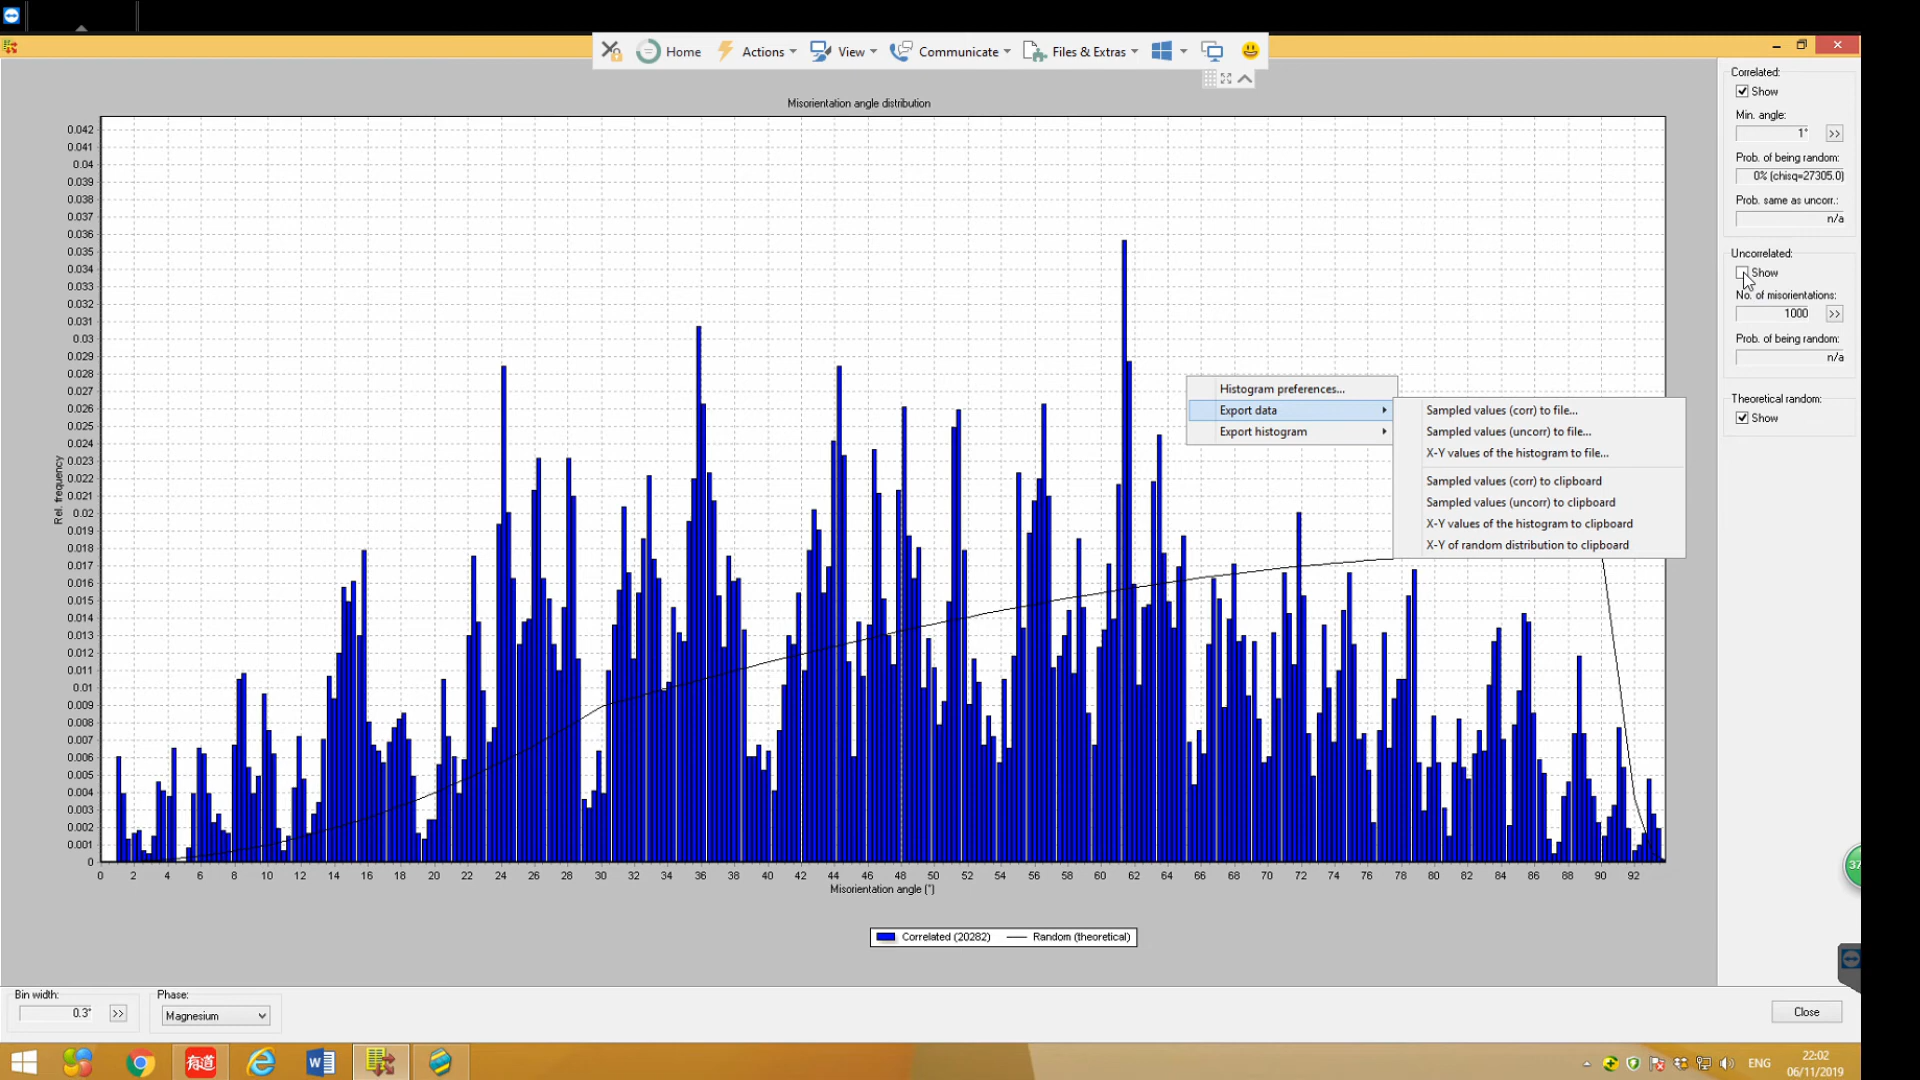 Home
Actions
View
Communicate
Files & Extras
Misorientation angle distribution
0.042
0.041
0.04
0.039
0.038
0.037
0.036
0.035
0.034
0.033
0.032
0.031
0.03
0.029
0.028
0.027
0.026
0.025
0.024
0.023
0.022
0.021
0.02
0.019
0.018
0.017
0.016
0.015
0.014
0.013
0.012
0.011
0.01
0.009
0.008
0.007
0.006
0.005
0.004
0.003
0.002
0.001
0
Rel. frequency
0 2 4 6 8 10 12 14 16 18 20 22 24 26 28 30 32 34 36 38 40 42 44 46 48 50 52 54 56 58 60 62 64 66 68 70 72 74 76 78 80 82 84 86 88 90 92
Misorientation angle (°)
Correlated (20282) Random (theoretical)
Histogram preferences...
Export data
Export histogram
Sampled values (corr) to file...
Sampled values (uncorr) to file...
X-Y values of the histogram to file...
Sampled values (corr) to clipboard
Sampled values (uncorr) to clipboard
X-Y values of the histogram to clipboard
X-Y of random distribution to clipboard
Correlated:
Show
Min. angle:
1° >>
Prob. of being random:
0% (chisq=27305.0)
Prob. same as uncorr.:
n/a
Uncorrelated:
Show
No. of misorientations:
1000 >>
Prob. of being random:
n/a
Theoretical random:
Show
37
Bin width:
0.3° >>
Phase:
Magnesium
Close
有道
ENG
22:02
06/11/2019